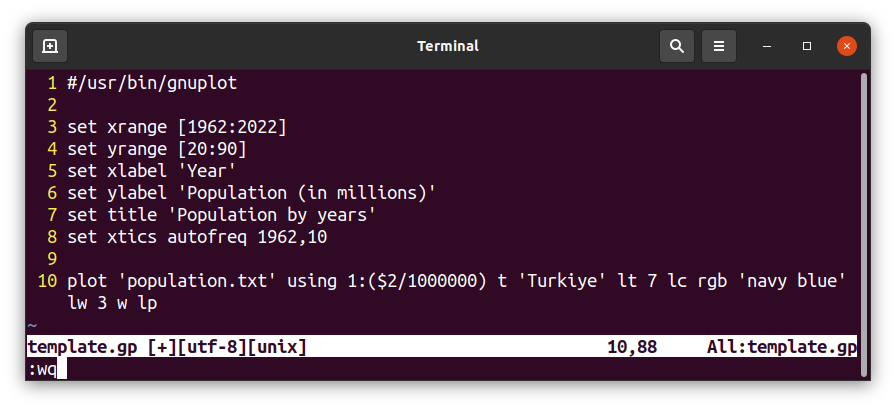 Terminal
1 #/usr/bin/gnuplot
2
3 set xrange [1962:2022]
4 set yrange [20:90]
5 set xlabel 'Year'
6 set ylabel 'Population (in millions)'
7 set title 'Population by years'
8 set xtics autofreq 1962,10
9
10 plot 'population.txt' using 1:($2/1000000) t 'Turkiye' lt 7 lc rgb 'navy blue'
lw 3 w lp
~
template.gp [+][utf-8][unix] 10,88 All:template.gp
:wq